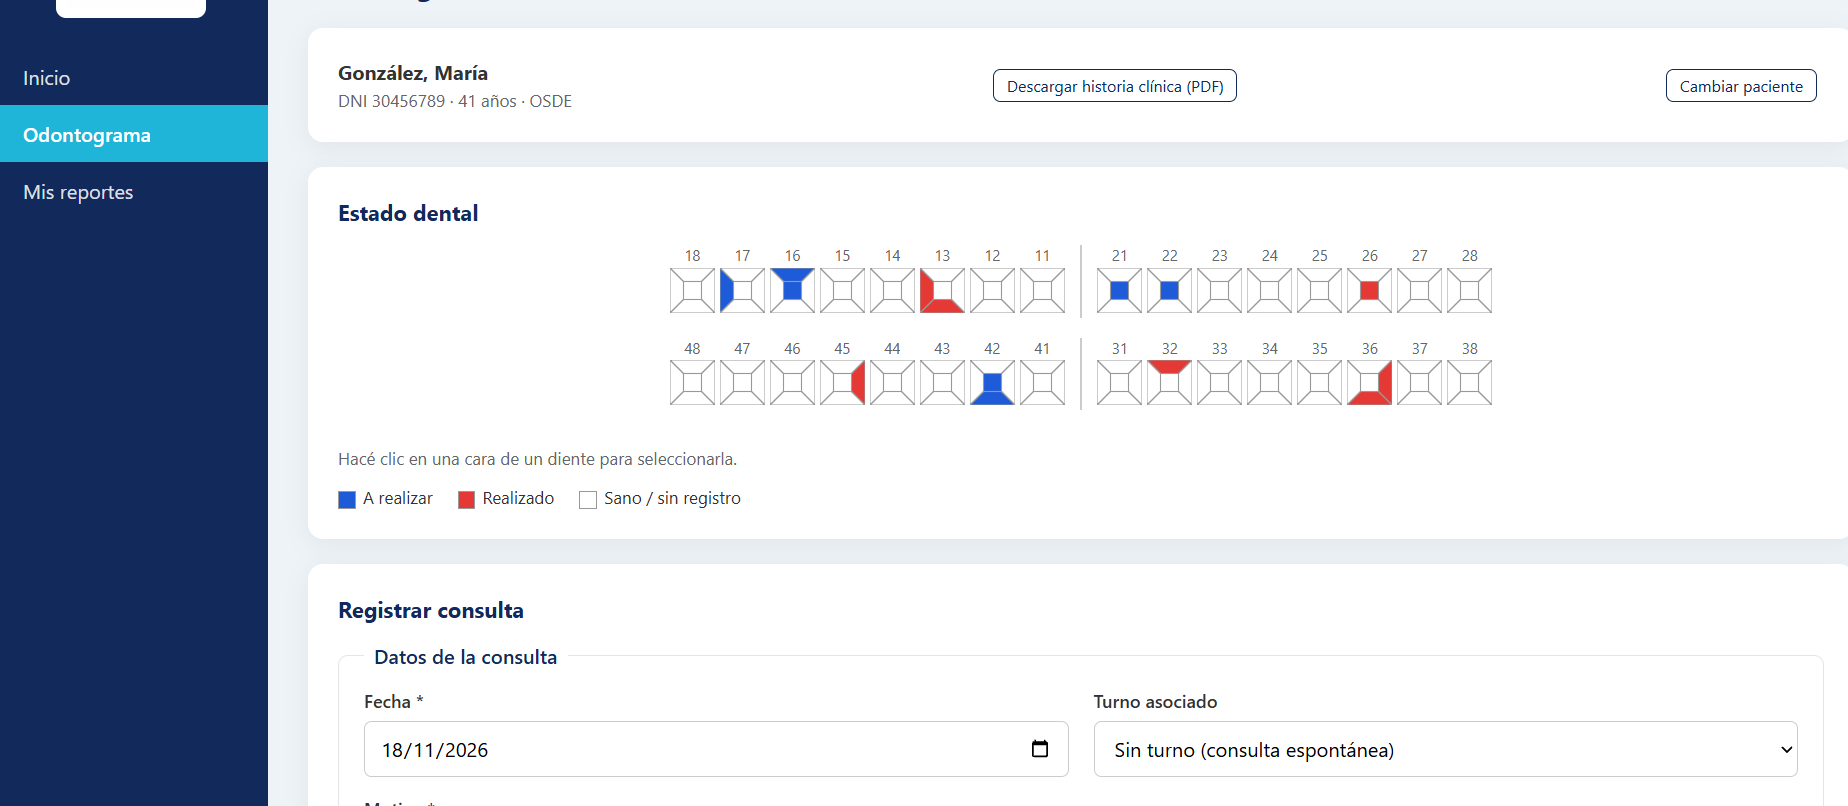 Inicio
Odontograma
Mis reportes
González, María
DNI 30456789 · 41 años · OSDE
Descargar historia clínica (PDF)
Cambiar paciente
Estado dental
18 17 16 15 14 13 12 11 21 22 23 24 25 26 27 28
48 47 46 45 44 43 42 41 31 32 33 34 35 36 37 38
Hacé clic en una cara de un diente para seleccionarla.
A realizar Realizado Sano / sin registro
Registrar consulta
Datos de la consulta
Fecha *
18/11/2026
Turno asociado
Sin turno (consulta espontánea)